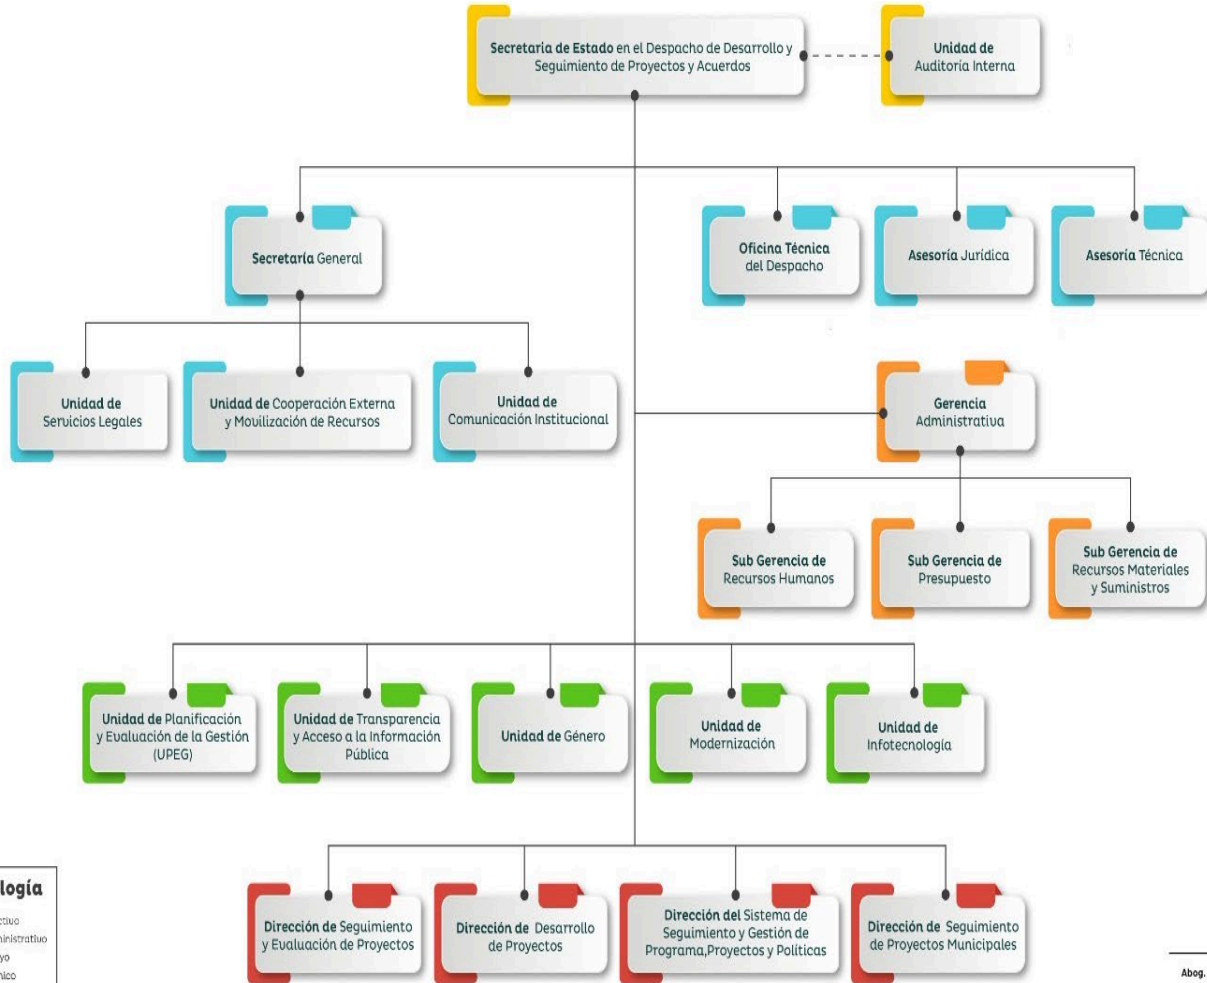 Secretaria de Estado en el Despacho de Desarrollo y
Seguimiento de Proyectos y Acuerdos
Unidad de
Auditoría Interna
Secretaría General
Oficina Técnica
del Despacho
Asesoría Jurídica
Asesoría Técnica
Unidad de
Servicios Legales
Unidad de Cooperación Externa
y Movilización de Recursos
Unidad de
Comunicación Institucional
Gerencia
Administrativa
Sub Gerencia de
Recursos Humanos
Sub Gerencia de
Presupuesto
Sub Gerencia de
Recursos Materiales
y Suministros
Unidad de Planificación
y Evaluación de la Gestión
(UPEG)
Unidad de Transparencia
y Acceso a la Información
Pública
Unidad de Género
Unidad de
Modernización
Unidad de
Infotecnología
Dirección de Seguimiento
y Evaluación de Proyectos
Dirección de Desarrollo
de Proyectos
Dirección del Sistema de
Seguimiento y Gestión de
Programa,Proyectos y Políticas
Dirección de Seguimiento
de Proyectos Municipales
logía
Abog.